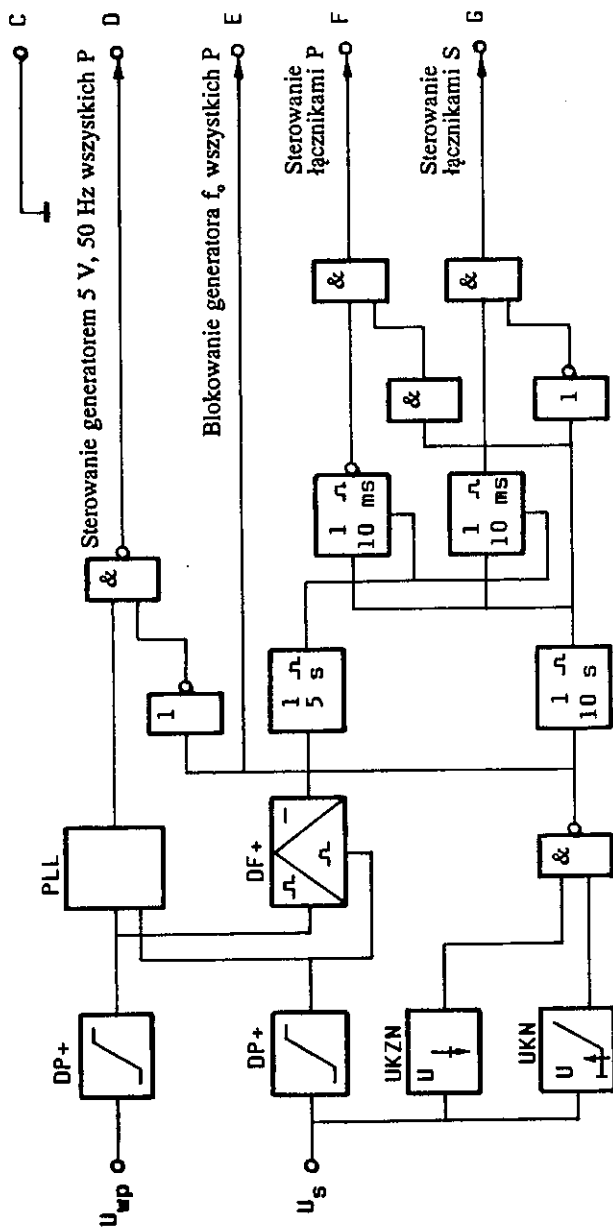 C
D
Sterowanie generatorem 5 V, 50 Hz wszystkich P
E
Blokowanie generatora f₀ wszystkich P
F
Sterowanie
łącznikami P
G
Sterowanie
łącznikami S
&
1
PLL
DP+
U_wp
&
&
&
1
1
10 ms
1
10 ms
1
5 s
1
10 s
DF+
–
DP+
U_s
&
UKZN
U
UKN
U